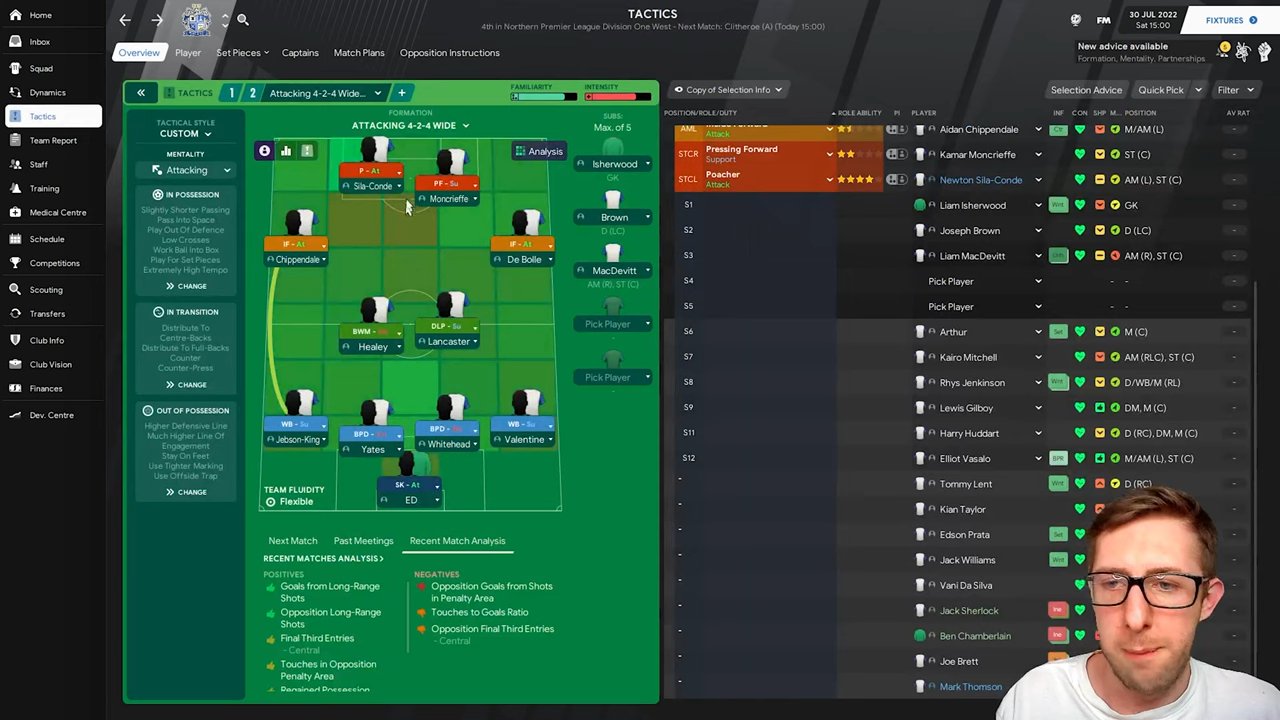 TACTICS
4th in Northern Premier League Division One West - Next Match: Clitheroe (A) (Today 15:00)
FM
30 JUL 2022
Sat 15:00
FIXTURES
Inbox
Squad
Dynamics
Tactics
Team Report
Staff
Training
Medical Centre
Schedule
Competitions
Scouting
Transfers
Club Info
Club Vision
Finances
Dev. Centre
Overview
Player
Set Pieces
Captains
Match Plans
Opposition Instructions
New advice available
Formation, Mentality, Partnerships
TACTICS
1
2
Attacking 4-2-4 Wide...
FAMILIARITY
INTENSITY
TACTICAL STYLE
CUSTOM
MENTALITY
Attacking
IN POSSESSION
Slightly Shorter Passing
Pass Into Space
Play Out Of Defence
Low Crosses
Work Ball Into Box
Play For Set Pieces
Extremely High Tempo
CHANGE
IN TRANSITION
Distribute To
Centre-Backs
Distribute To Full-Backs
Counter
Counter-Press
CHANGE
OUT OF POSSESSION
Higher Defensive Line
Much Higher Line Of
Engagement
Stay On Feet
Use Tighter Marking
Use Offside Trap
CHANGE
FORMATION
ATTACKING 4-2-4 WIDE
Analysis
P - At
Sila-Conde
PF - Su
Moncrieffe
IF - At
Chippendale
IF - At
De Bolle
BWM -
Healey
DLP - Su
Lancaster
WB - Su
Jebson-King
BPD -
Yates
BPD -
Whitehead
WB - Su
Valentine
SK - At
ED
TEAM FLUIDITY
Flexible
SUBS:
Max. of 5
Isherwood
GK
Brown
D (LC)
MacDevitt
AM (R), ST (C)
Pick Player
Pick Player
Next Match
Past Meetings
Recent Match Analysis
RECENT MATCHES ANALYSIS >
POSITIVES
Goals from Long-Range
Shots
Opposition Long-Range
Shots
Final Third Entries
- Central
Touches in Opposition
Penalty Area
Regained Possession
NEGATIVES
Opposition Goals from Shots
in Penalty Area
Touches to Goals Ratio
Opposition Final Third Entries
- Central
Copy of Selection Info
Selection Advice
Quick Pick
Filter
POSITION/ROLE/DUTY
ROLE ABILITY
PI
PLAYER
INF
CON
SHP
M...
POSITION
AV RAT
AML
Attack
Aidan Chippendale
Ctr
M, AM (RL)
-
STCR
Pressing Forward
Support
Kamar Moncrieffe
ST (C)
-
STCL
Poacher
Attack
Newton Sila-Conde
AM (L), ST (C)
-
S1
Liam Isherwood
Wnt
GK
-
S2
Joseph Brown
D (LC)
-
S3
Liam MacDevitt
AM (R), ST (C)
-
S4
Pick Player
- -
S5
Pick Player
- -
S6
Arthur
Set
M (C)
-
S7
Kairo Mitchell
AM (RLC), ST (C)
-
S8
Rhys Jenkinson
Wnt
D/WB/M (RL)
-
S9
Lewis Gilboy
DM, M (C)
-
S11
Harry Huddart
DM, M (C)
-
S12
Elliot Vasalo
BPR
M/AM (L), ST (C)
-
-
Tommy Lent
Wnt
D (RC)
-
-
Kian Taylor
-
Edson Prata
Set
-
Jack Williams
Wnt
-
Vani Da Silva
-
Jack Sherlock
Ine
-
Ben Chamberlain
Ine
-
Joe Brett
-
Mark Thomson